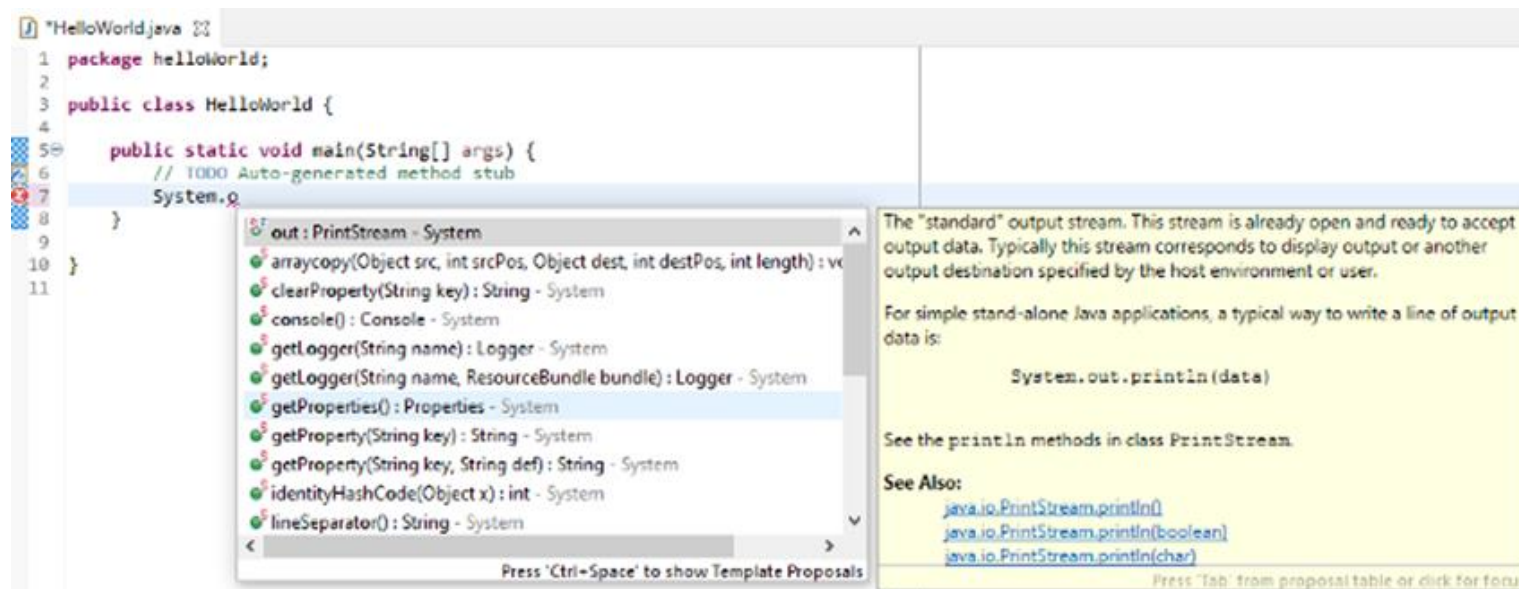 *HelloWorld.java
1 package helloWorld;
2
3 public class HelloWorld {
4
5 public static void main(String[] args) {
6 // TODO Auto-generated method stub
7 System.o
8 }
9
10 }
11
out : PrintStream - System
arraycopy(Object src, int srcPos, Object dest, int destPos, int length) : vo
clearProperty(String key) : String - System
console() : Console - System
getLogger(String name) : Logger - System
getLogger(String name, ResourceBundle bundle) : Logger - System
getProperties() : Properties - System
getProperty(String key) : String - System
getProperty(String key, String def) : String - System
identityHashCode(Object x) : int - System
lineSeparator() : String - System
Press 'Ctrl+Space' to show Template Proposals
The "standard" output stream. This stream is already open and ready to accept
output data. Typically this stream corresponds to display output or another
output destination specified by the host environment or user.
For simple stand-alone Java applications, a typical way to write a line of output
data is:
System.out.println(data)
See the println methods in class PrintStream.
See Also:
java.io.PrintStream.println()
java.io.PrintStream.println(boolean)
java.io.PrintStream.println(char)
Press 'Tab' from proposal table or click for focu